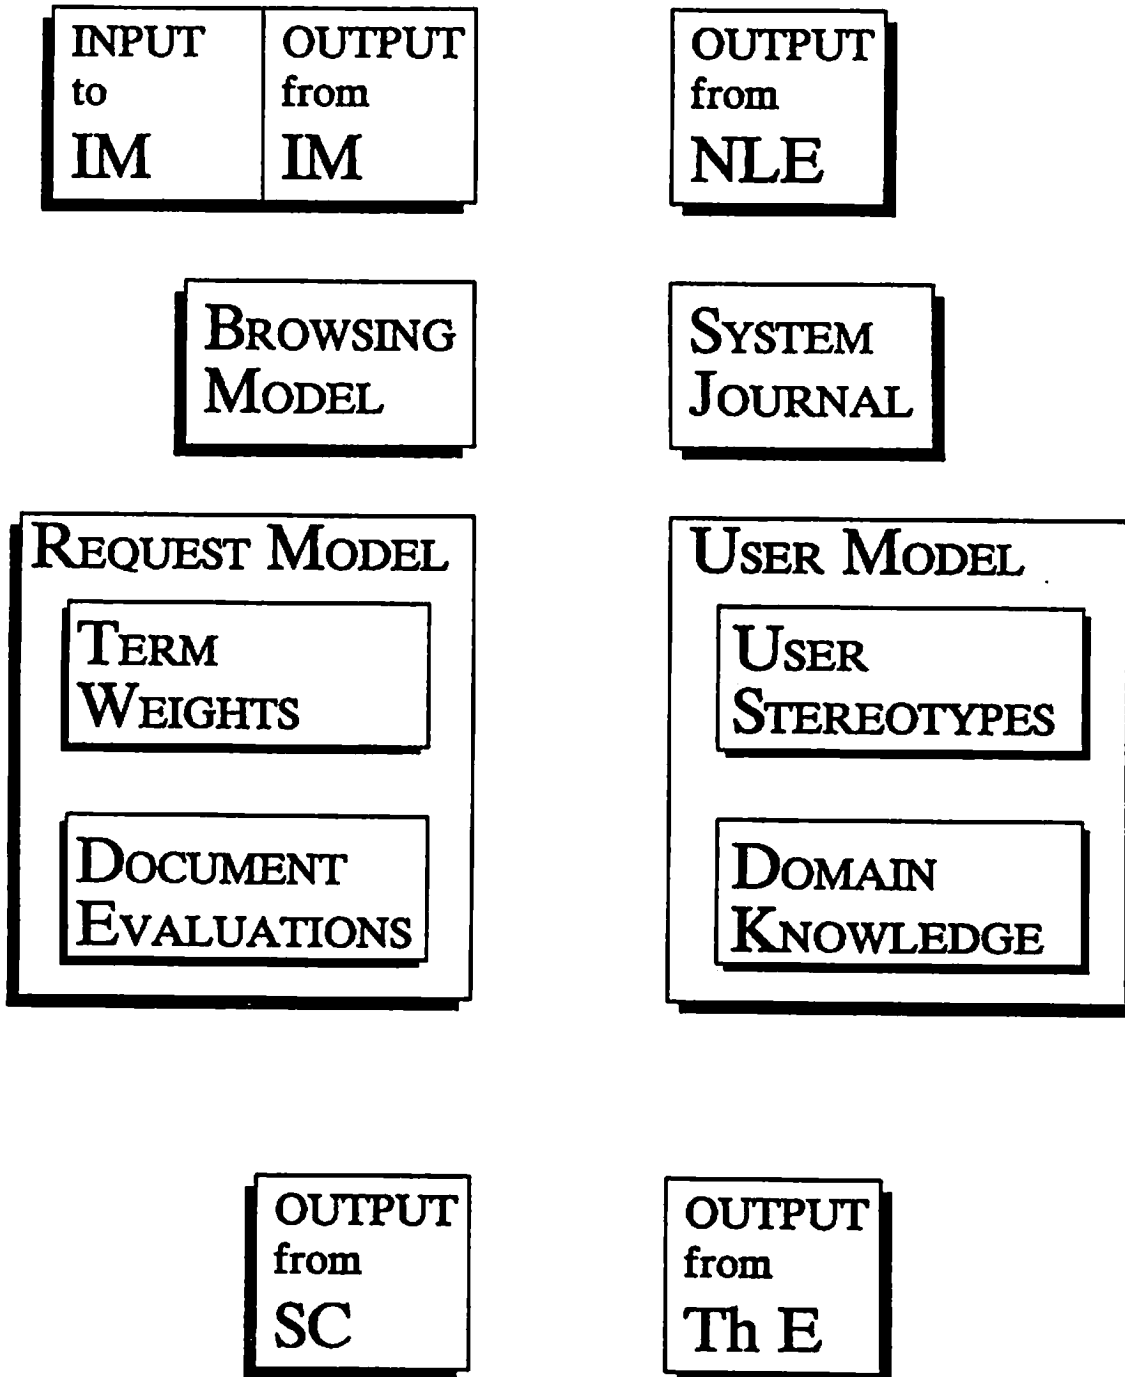 INPUT
to
IM
OUTPUT
from
IM
OUTPUT
from
NLE
BROWSING
MODEL
SYSTEM
JOURNAL
REQUEST MODEL
TERM
WEIGHTS
DOCUMENT
EVALUATIONS
USER MODEL
USER
STEREOTYPES
DOMAIN
KNOWLEDGE
OUTPUT
from
SC
OUTPUT
from
Th E